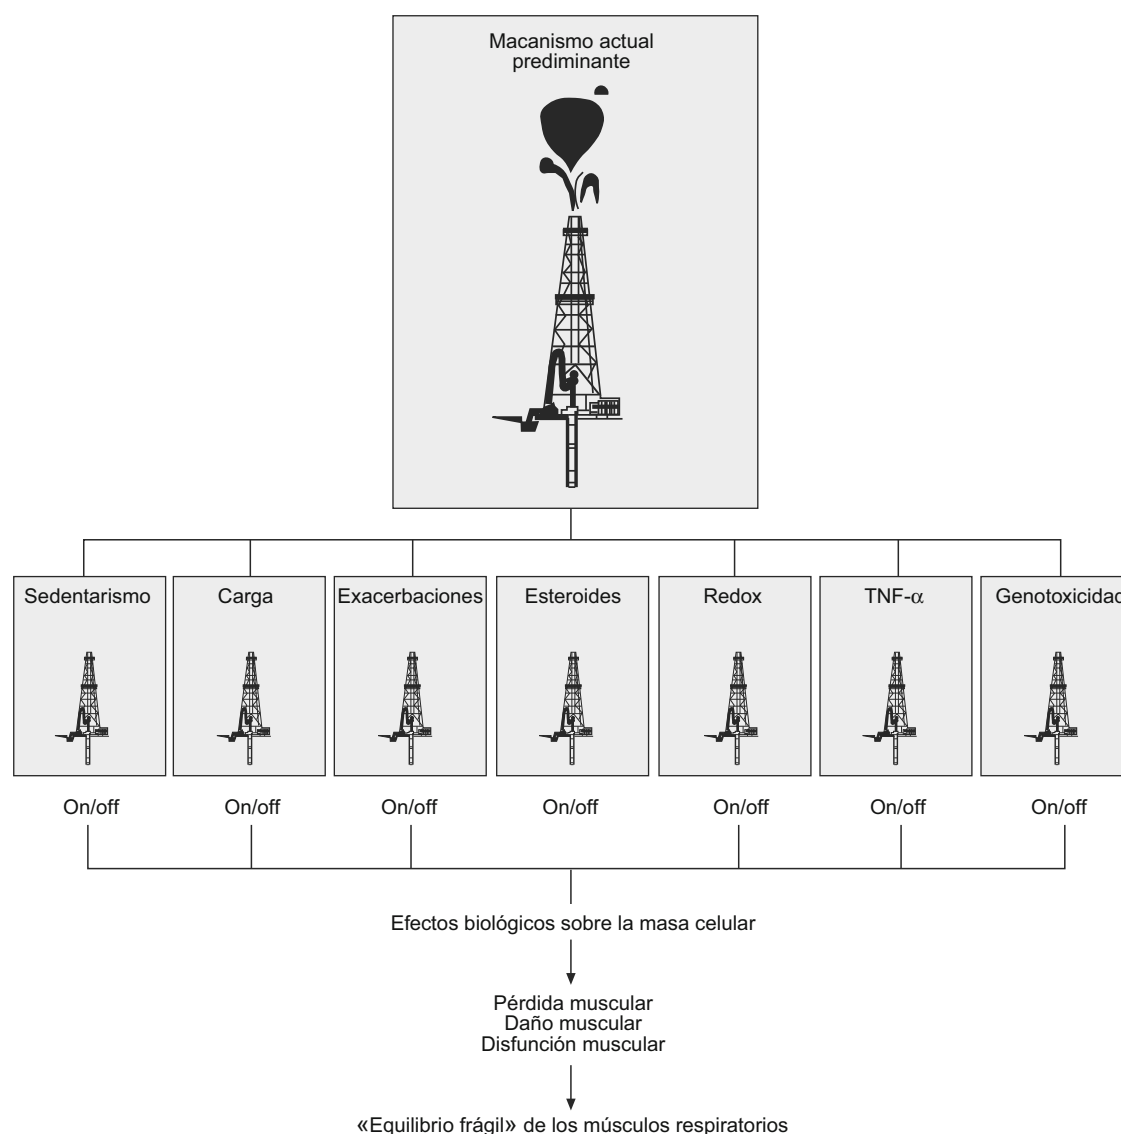 Macanismo actual
prediminante
Sedentarismo
Carga
Exacerbaciones
Esteroides
Redox
TNF-α
Genotoxicidad
On/off
On/off
On/off
On/off
On/off
On/off
On/off
Efectos biológicos sobre la masa celular
Pérdida muscular
Daño muscular
Disfunción muscular
«Equilibrio frágil» de los músculos respiratorios